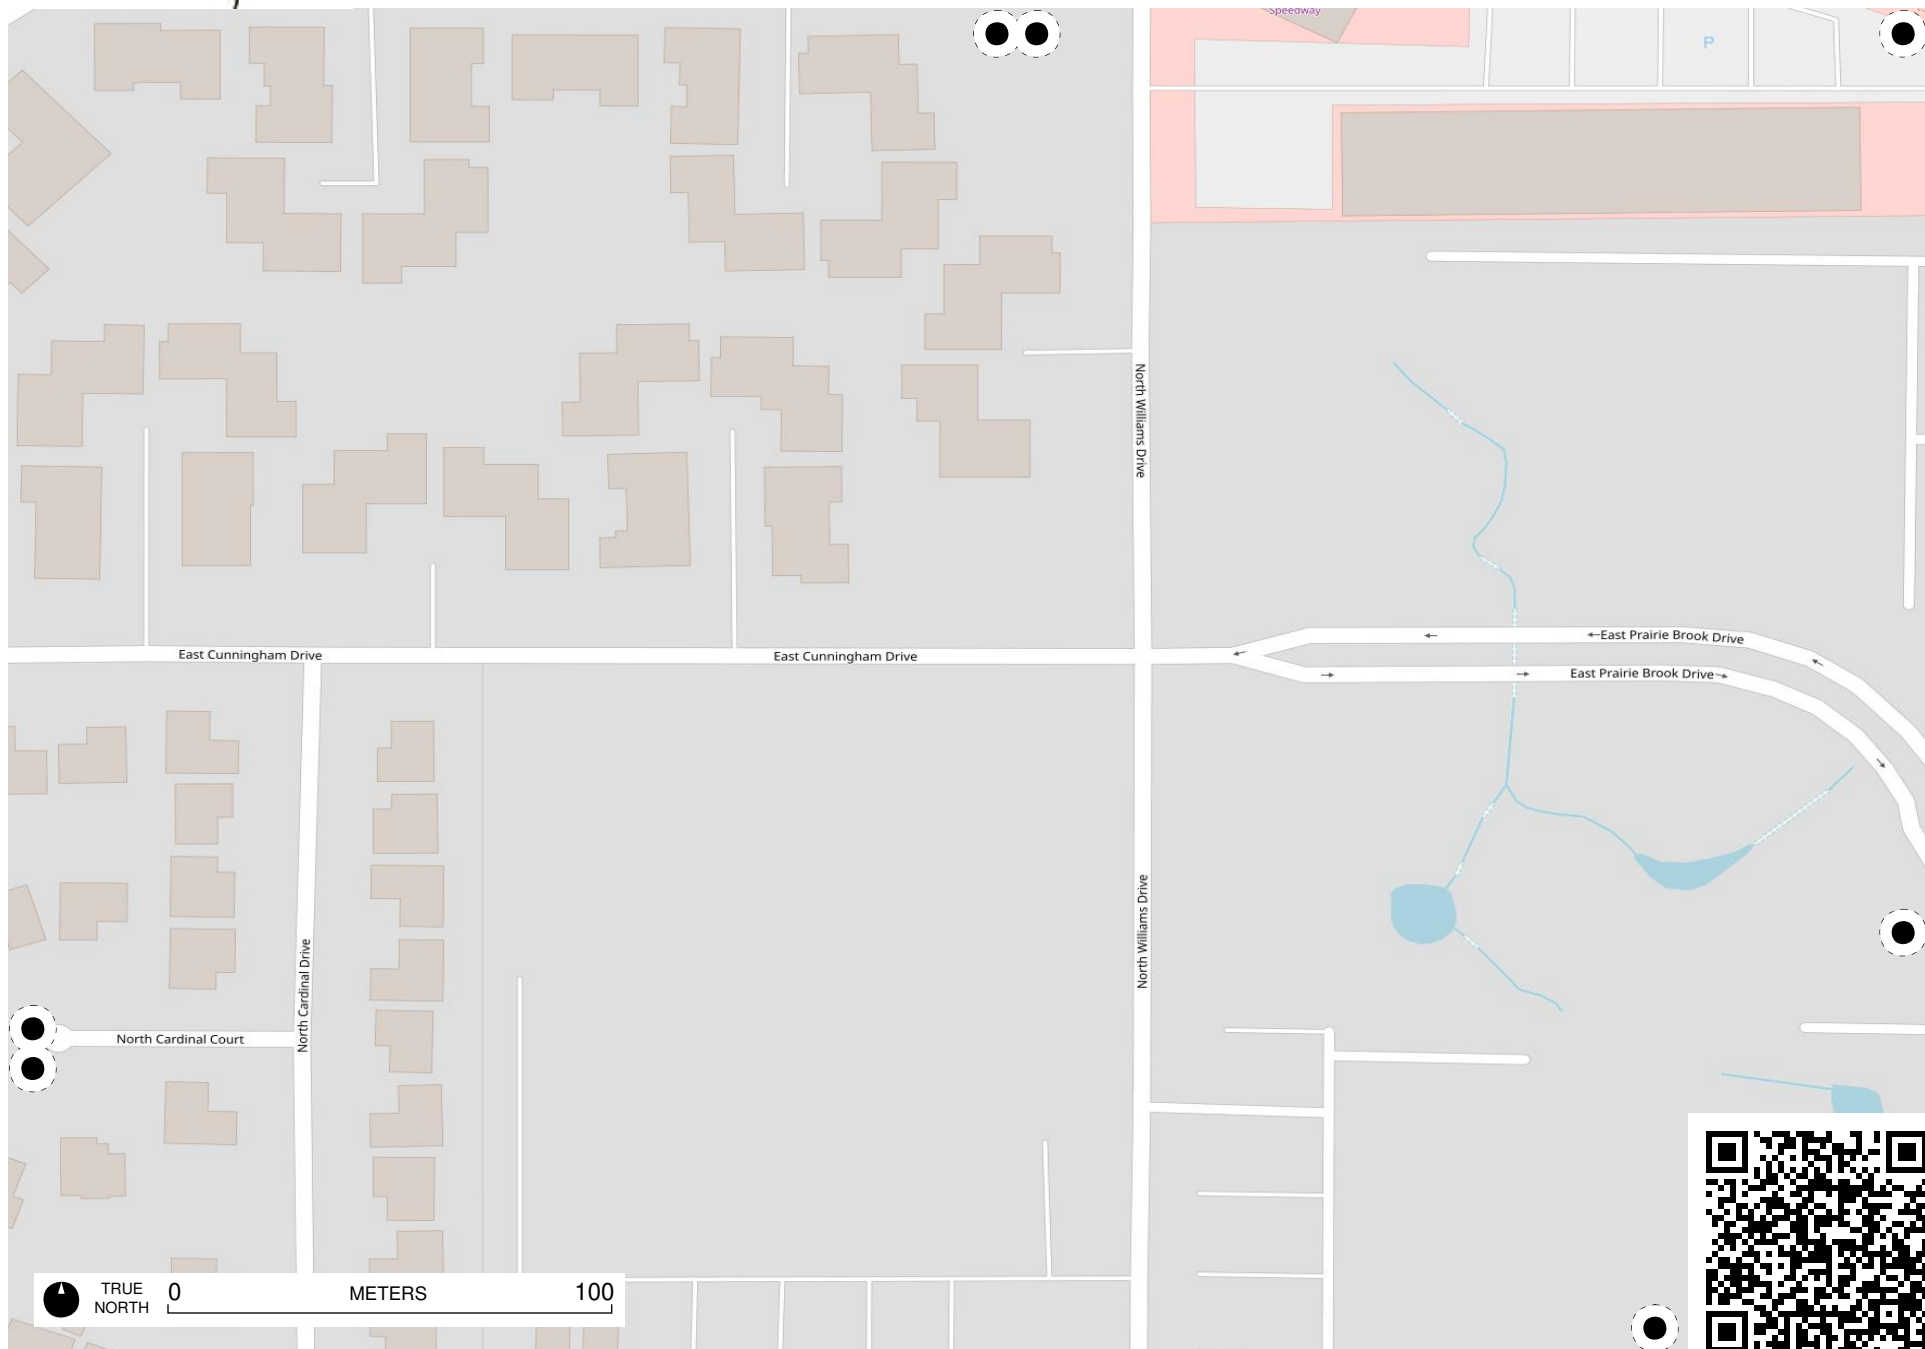 Speedway
P
North Williams Drive
East Prairie Brook Drive
East Cunningham Drive
East Cunningham Drive
East Prairie Brook Drive
North Williams Drive
North Cardinal Drive
North Cardinal Court
TRUE
NORTH
0
METERS
100